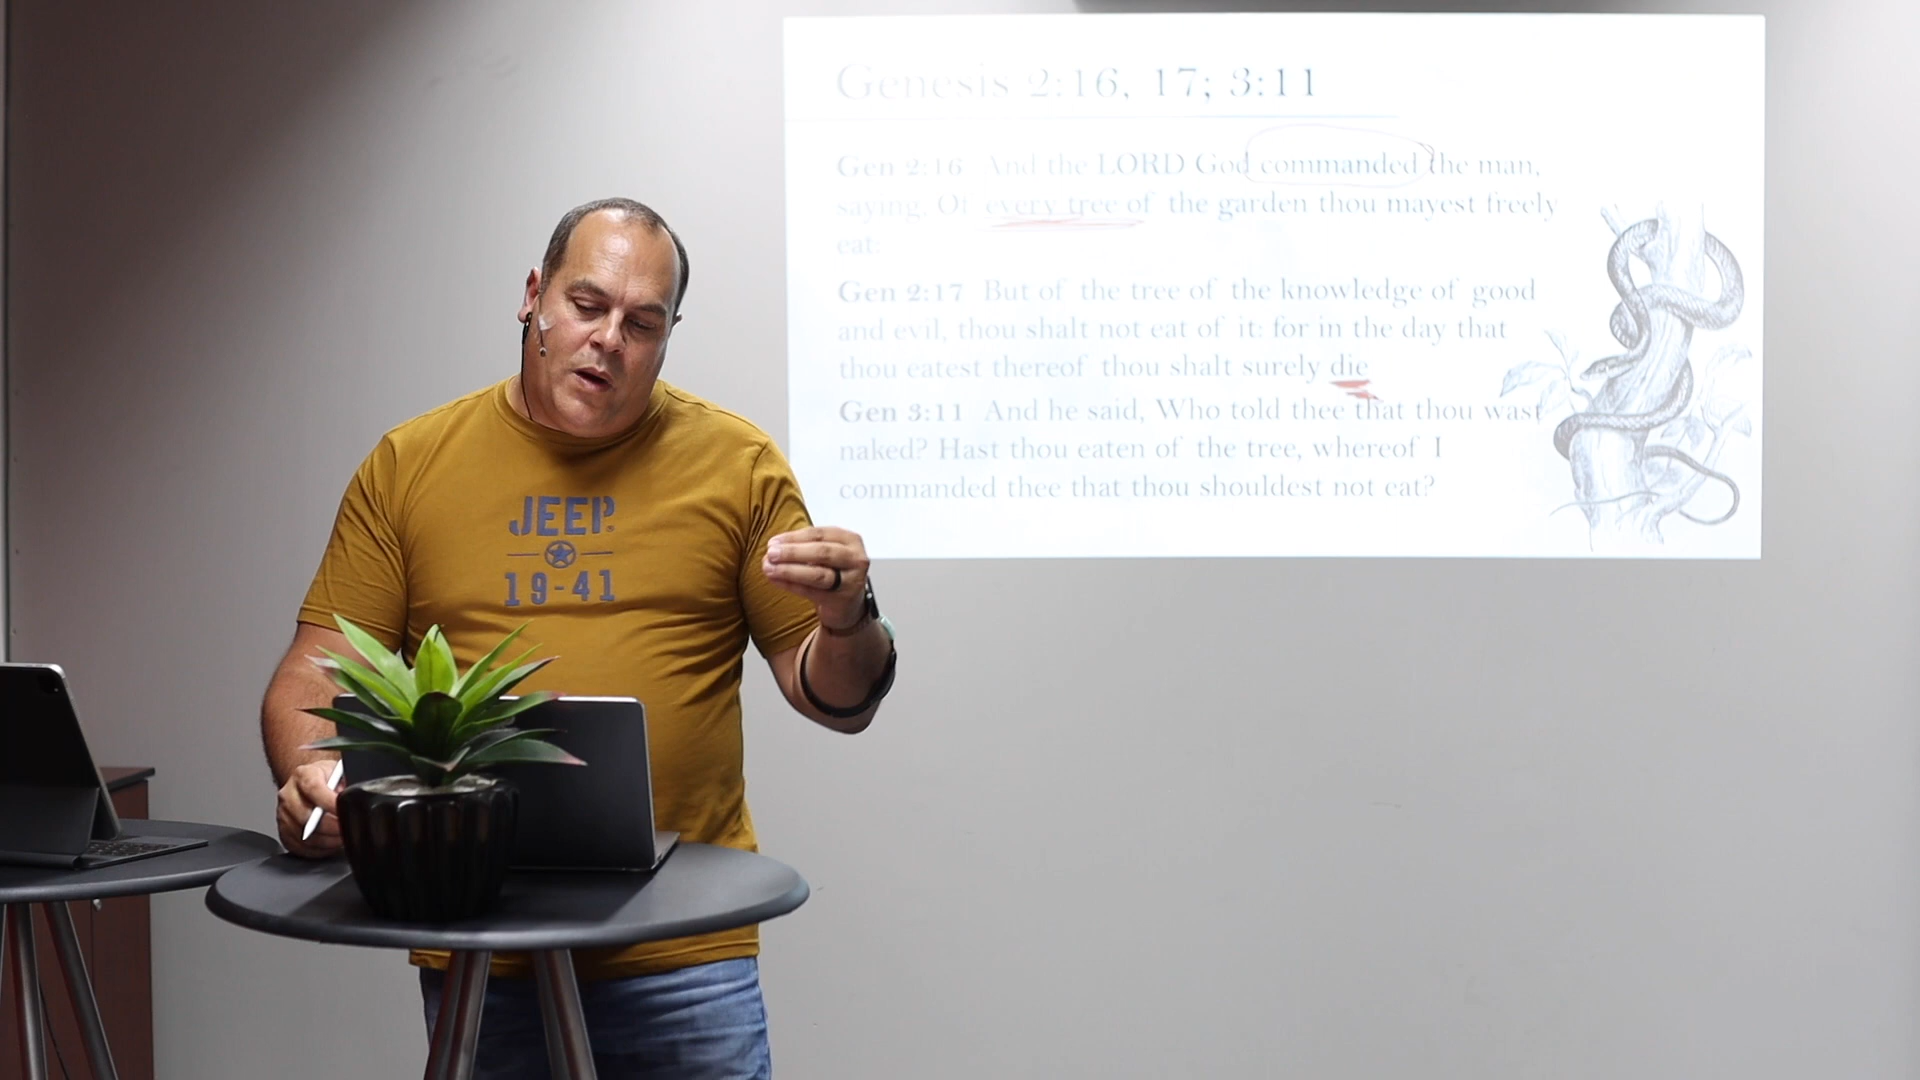 Genesis 2:16, 17; 3:11
Gen 2:16 And the LORD God commanded the man,
saying, Of every tree of the garden thou mayest freely
eat:
Gen 2:17 But of the tree of the knowledge of good
and evil, thou shalt not eat of it: for in the day that
thou eatest thereof thou shalt surely die
Gen 3:11 And he said, Who told thee that thou wast
naked? Hast thou eaten of the tree, whereof I
commanded thee that thou shouldest not eat?
JEEP®
19-41